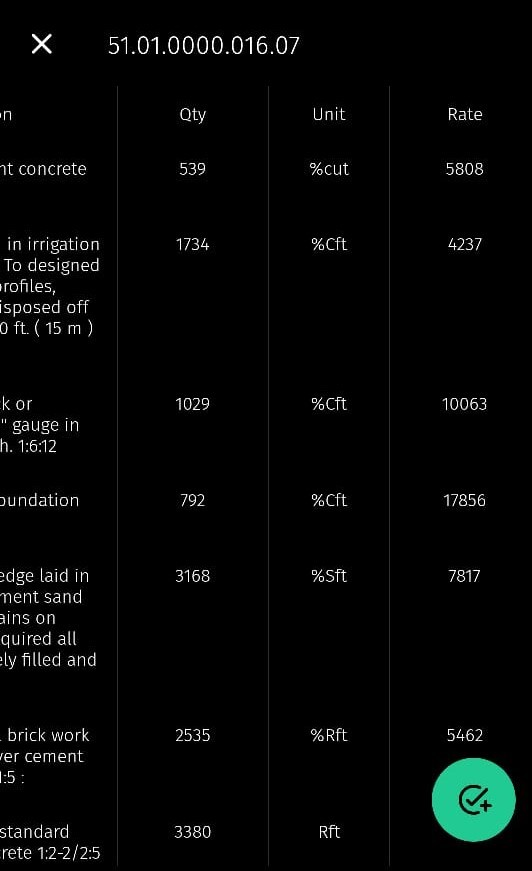 51.01.0000.016.07
on Qty Unit Rate
nt concrete 539 %cut 5808
in irrigation 1734 %Cft 4237
To designed
profiles,
isposed off
0 ft. ( 15 m )
k or 1029 %Cft 10063
" gauge in
h. 1:6:12
oundation 792 %Cft 17856
edge laid in 3168 %Sft 7817
ment sand
ains on
quired all
ely filled and
brick work 2535 %Rft 5462
ver cement
1:5 :
standard 3380 Rft
crete 1:2-2/2:5